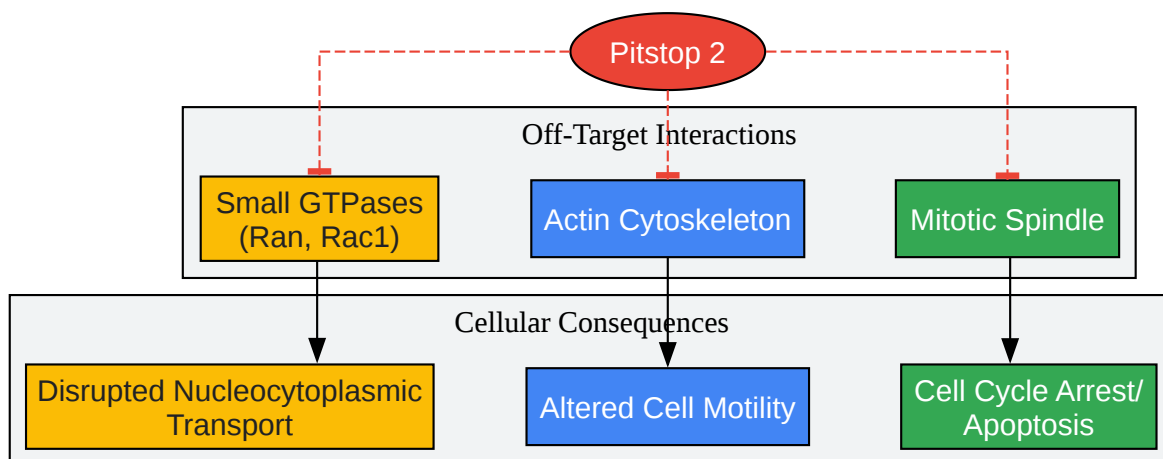 Pitstop 2
Off-Target Interactions
Small GTPases
(Ran, Rac1)
Actin Cytoskeleton
Mitotic Spindle
Cellular Consequences
Disrupted Nucleocytoplasmic
Transport
Altered Cell Motility
Cell Cycle Arrest/
Apoptosis